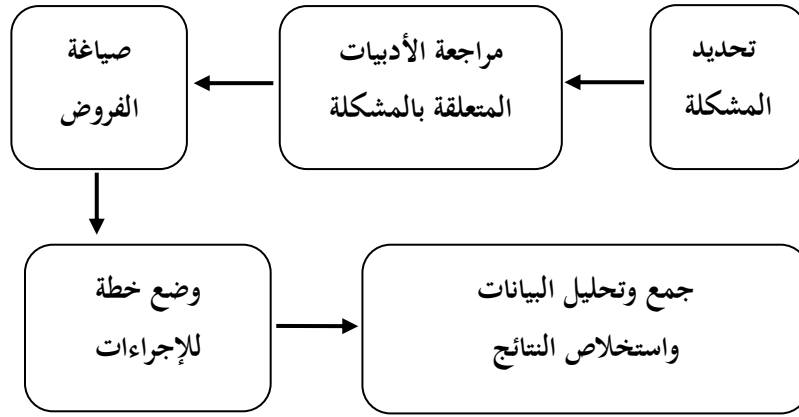 تحديد
المشكلة
مراجعة الأدبيات
المتعلقة بالمشكلة
صياغة
الفروض
وضع خطة
للإجراءات
جمع وتحليل البيانات
واستخلاص النتائج